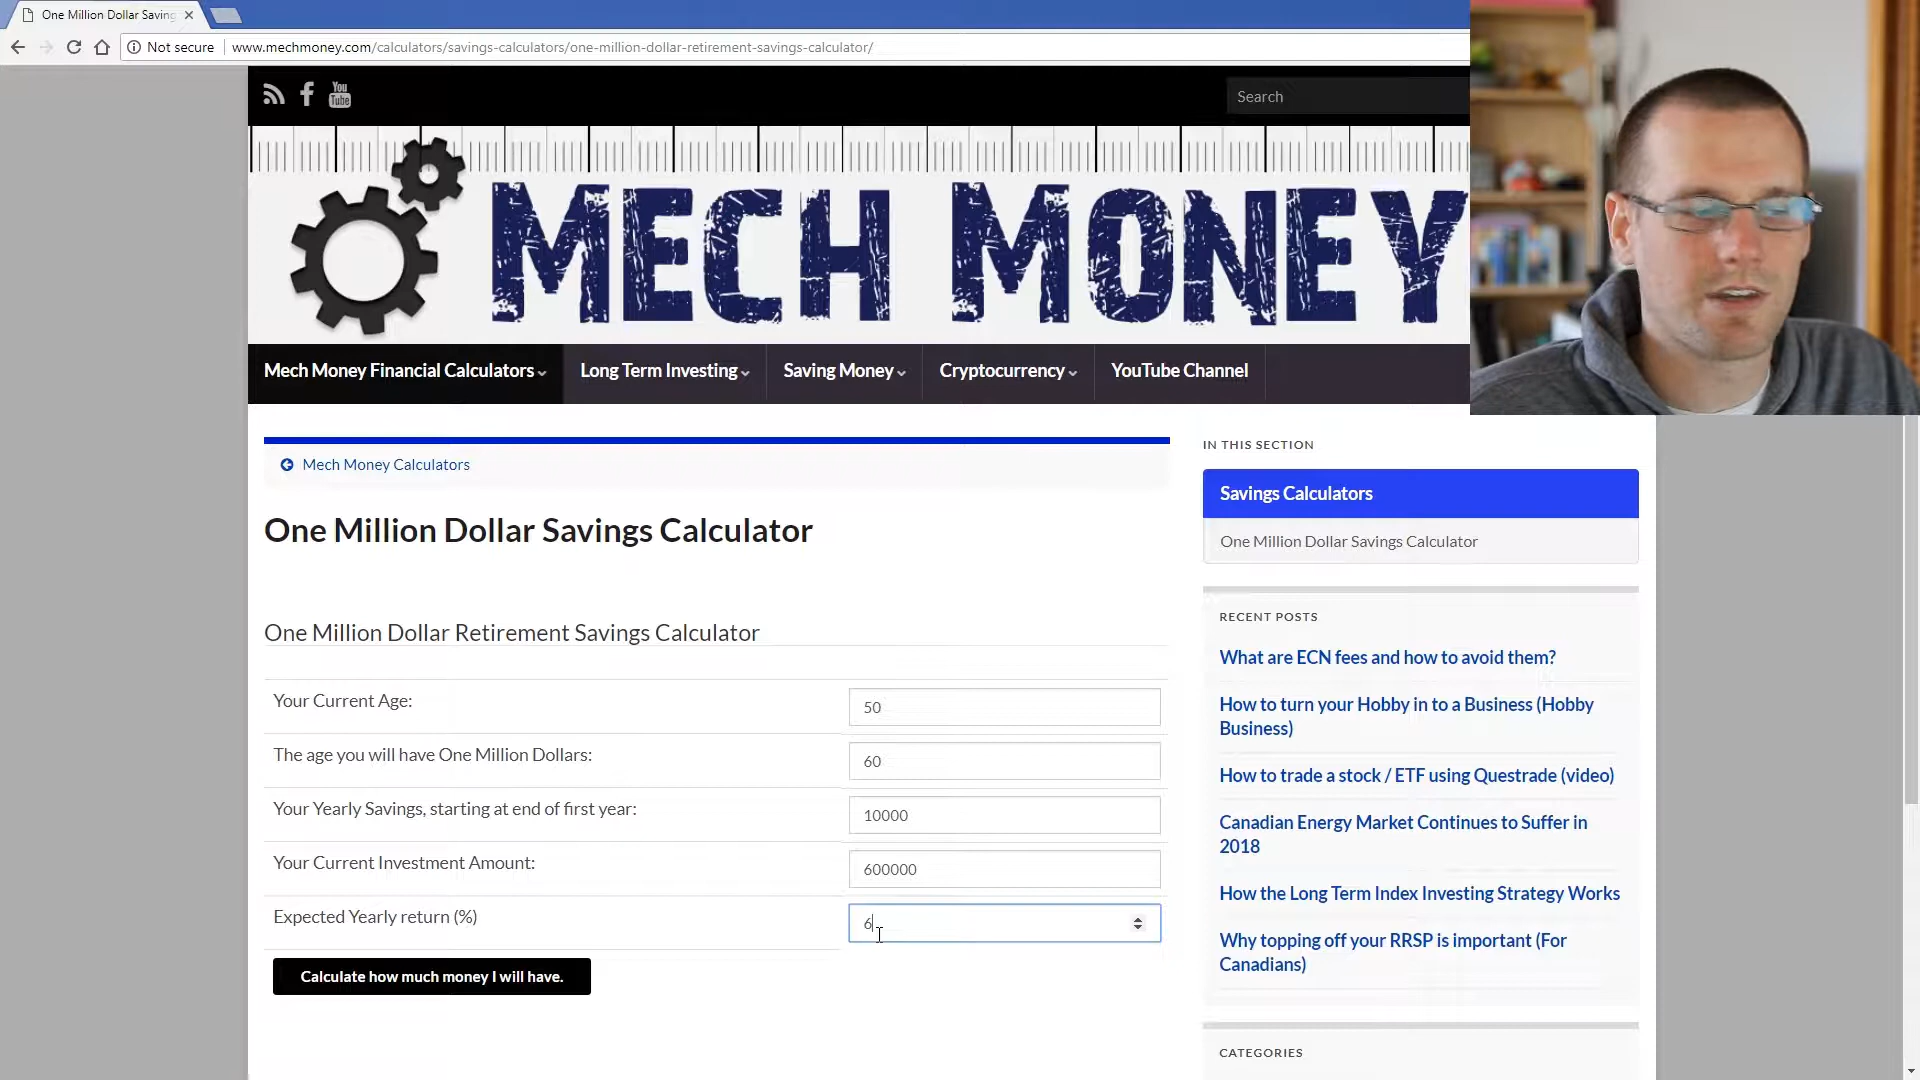 One Million Dollar Saving
Not secure
www.mechmoney.com/calculators/savings-calculators/one-million-dollar-retirement-savings-calculator/
You
Tube
Search
MECH MONEY
Mech Money Financial Calculators
Long Term Investing
Saving Money
Cryptocurrency
YouTube Channel
Mech Money Calculators
One Million Dollar Savings Calculator
One Million Dollar Retirement Savings Calculator
Your Current Age:
50
The age you will have One Million Dollars:
60
Your Yearly Savings, starting at end of first year:
10000
Your Current Investment Amount:
600000
Expected Yearly return (%)
6
Calculate how much money I will have.
IN THIS SECTION
Savings Calculators
One Million Dollar Savings Calculator
RECENT POSTS
What are ECN fees and how to avoid them?
How to turn your Hobby in to a Business (Hobby
Business)
How to trade a stock / ETF using Questrade (video)
Canadian Energy Market Continues to Suffer in
2018
How the Long Term Index Investing Strategy Works
Why topping off your RRSP is important (For
Canadians)
CATEGORIES